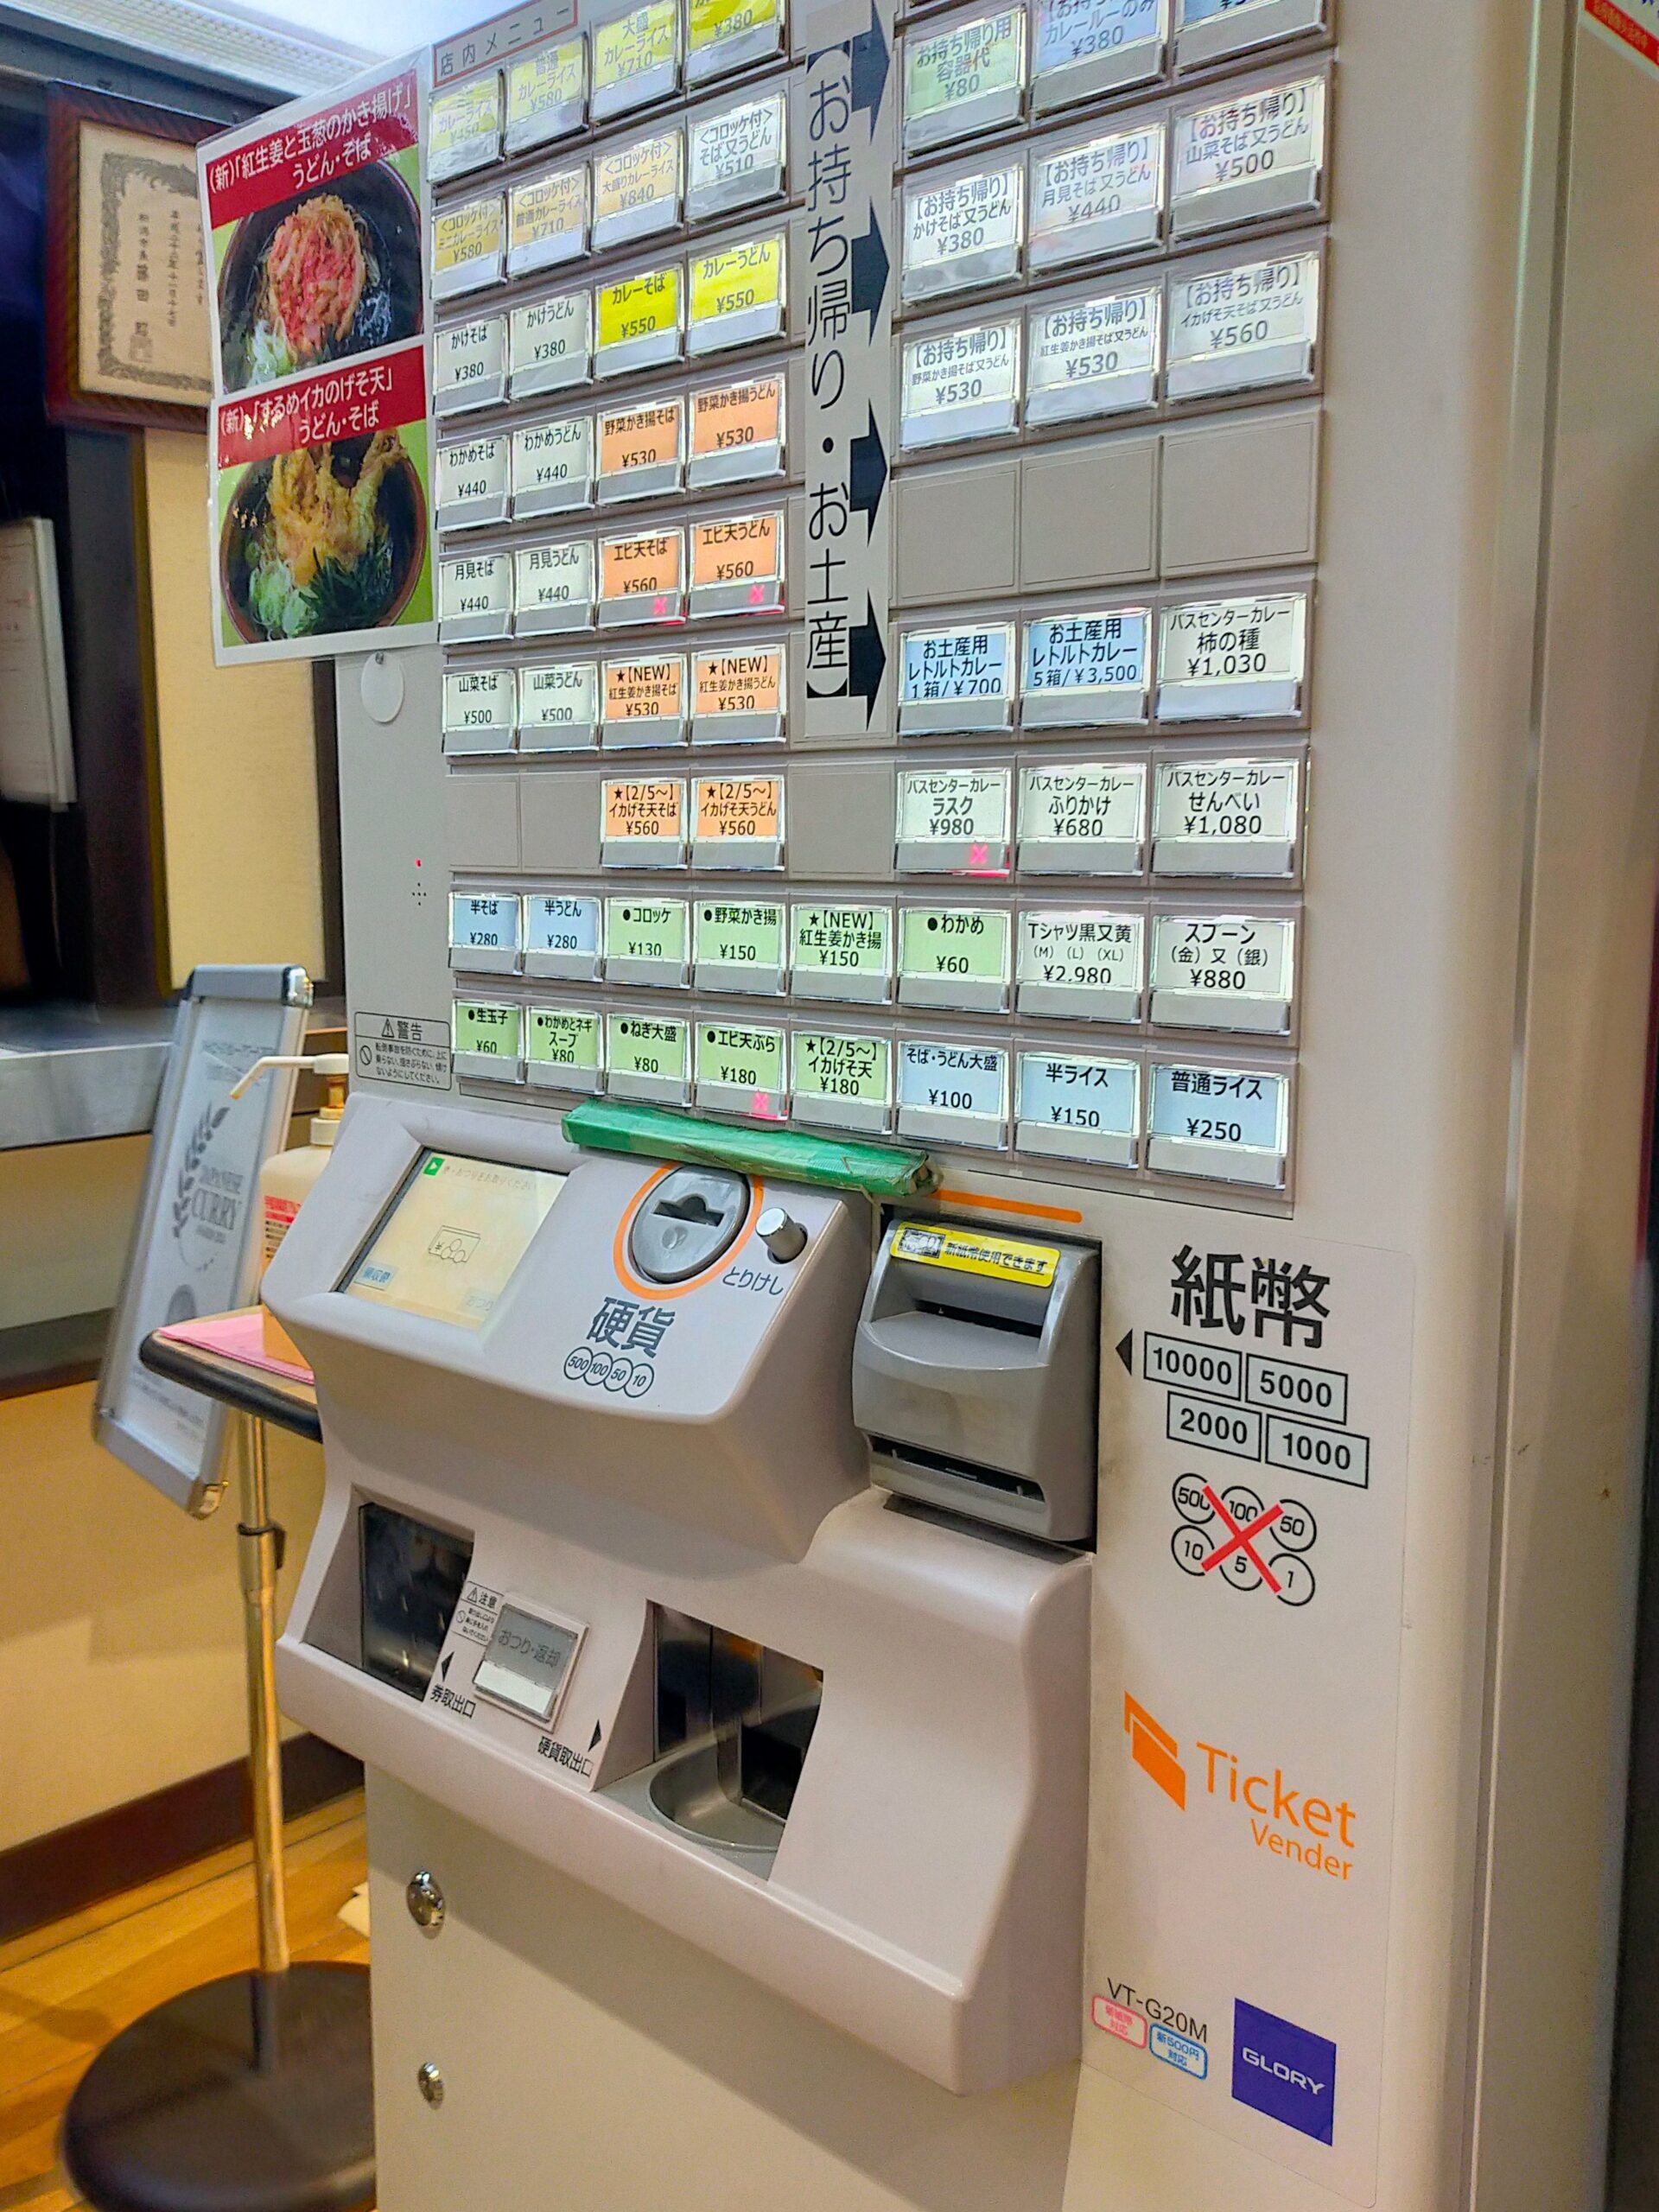 店内メニュー
(新)「紅生姜と玉葱のかき揚げ」
うどん・そば
(新)「するめイカのげそ天」
うどん・そば
ミニ
カレーライス
¥450
普通
カレーライス
¥580
大盛
カレーライス
¥710
¥380
<コロッケ付>
ミニカレーライス
¥580
<コロッケ付>
普通カレーライス
¥710
<コロッケ付>
大盛りカレーライス
¥840
<コロッケ付>
そば又うどん
¥510
かけそば
¥380
かけうどん
¥380
カレーそば
¥550
カレーうどん
¥550
わかめそば
¥440
わかめうどん
¥440
野菜かき揚そば
¥530
野菜かき揚うどん
¥530
月見そば
¥440
月見うどん
¥440
エビ天そば
¥560
エビ天うどん
¥560
山菜そば
¥500
山菜うどん
¥500
★【NEW】
紅生姜かき揚そば
¥530
★【NEW】
紅生姜かき揚うどん
¥530
★【2/5~】
イカげそ天そば
¥560
★【2/5~】
イカげそ天うどん
¥560
【お持ち帰り・お土産】
お持ち帰り用
容器代
¥80
カレールーのみ
¥380
【お持ち帰り】
かけそば又うどん
¥380
【お持ち帰り】
月見そば又うどん
¥440
【お持ち帰り】
山菜そば又うどん
¥500
【お持ち帰り】
野菜かき揚そば又うどん
¥530
【お持ち帰り】
紅生姜かき揚そば又うどん
¥530
【お持ち帰り】
イカげそ天そば又うどん
¥560
お土産用
レトルトカレー
1箱/¥700
お土産用
レトルトカレー
5箱/¥3,500
バスセンターカレー
柿の種
¥1,030
バスセンターカレー
ラスク
¥980
バスセンターカレー
ふりかけ
¥680
バスセンターカレー
せんべい
¥1,080
半そば
¥280
半うどん
¥280
●コロッケ
¥130
●野菜かき揚
¥150
★【NEW】
紅生姜かき揚
¥150
●わかめ
¥60
Tシャツ黒又黄
(M) (L) (XL)
¥2,980
スプーン
(金)又(銀)
¥880
●生玉子
¥60
●わかめとネギ
スープ
¥80
●ねぎ大盛
¥80
●エビ天ぷら
¥180
★【2/5~】
イカげそ天
¥180
そば・うどん大盛
¥100
半ライス
¥150
普通ライス
¥250
警告
JAPANESE
CURRY
領収書
とりけし
硬貨
500 100 50 10
新紙幣使用できます
紙幣
10000 5000
2000 1000
500 100 50
10 5 1
注意
おつり・返却
券取出口
硬貨取出口
Ticket
Vender
VT-G20M
新500円
対応
GLORY